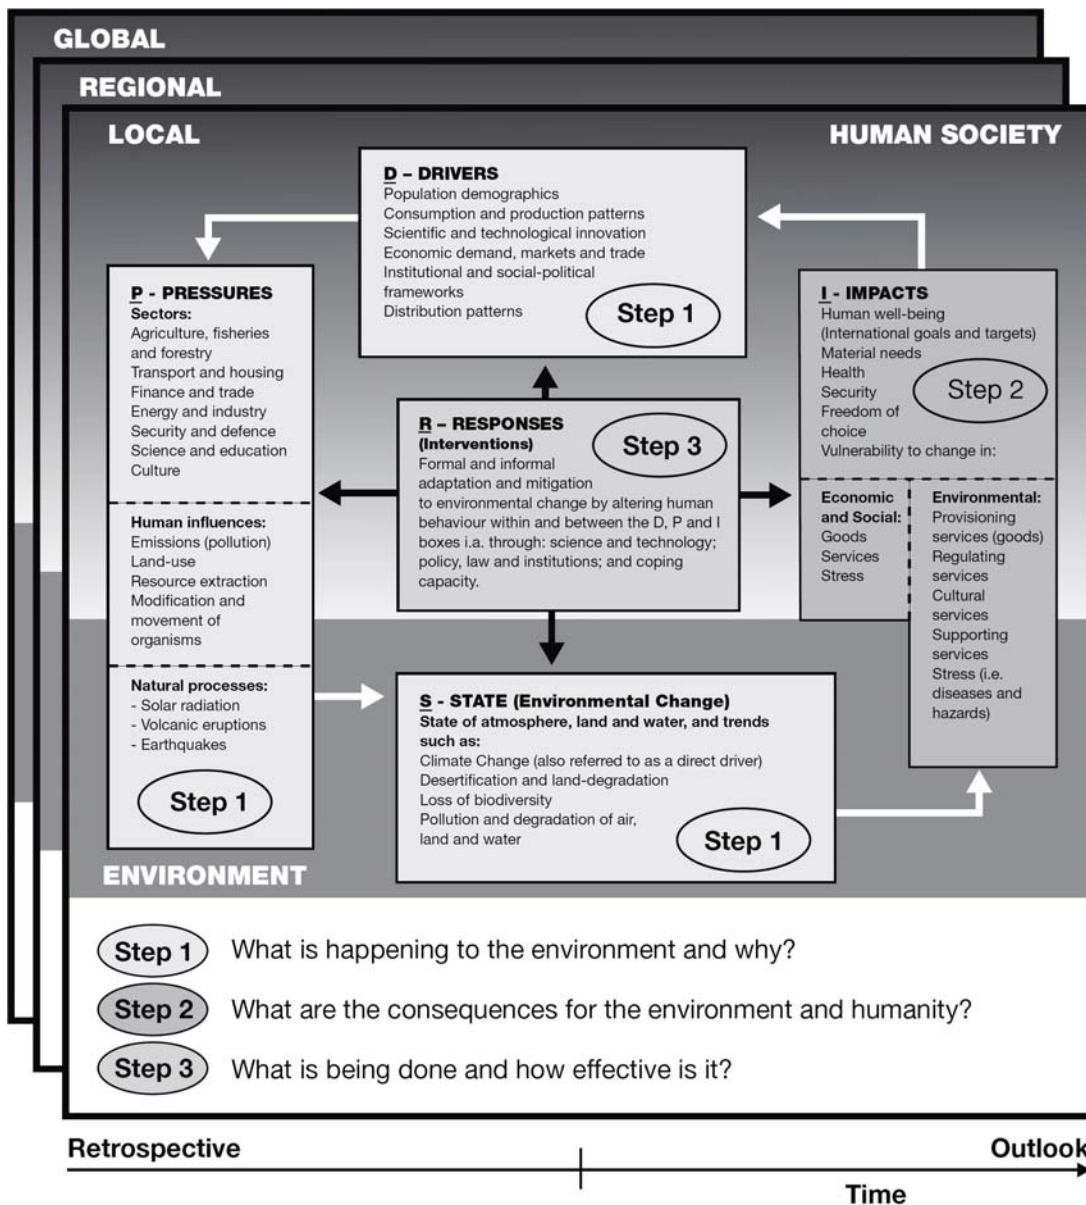 GLOBAL
REGIONAL
LOCAL
HUMAN SOCIETY
D – DRIVERS
Population demographics
Consumption and production patterns
Scientific and technological innovation
Economic demand, markets and trade
Institutional and social-political
frameworks
Distribution patterns
Step 1
P - PRESSURES
Sectors:
Agriculture, fisheries
and forestry
Transport and housing
Finance and trade
Energy and industry
Security and defence
Science and education
Culture
Human influences:
Emissions (pollution)
Land-use
Resource extraction
Modification and
movement of
organisms
Natural processes:
- Solar radiation
- Volcanic eruptions
- Earthquakes
Step 1
R – RESPONSES
(Interventions)
Formal and informal
adaptation and mitigation
to environmental change by altering human
behaviour within and between the D, P and I
boxes i.a. through: science and technology;
policy, law and institutions; and coping
capacity.
Step 3
I - IMPACTS
Human well-being
(International goals and targets)
Material needs
Health
Security
Freedom of
choice
Vulnerability to change in:
Step 2
Economic
and Social:
Goods
Services
Stress
Environmental:
Provisioning
services (goods)
Regulating
services
Cultural
services
Supporting
services
Stress (i.e.
diseases and
hazards)
S - STATE (Environmental Change)
State of atmosphere, land and water, and trends
such as:
Climate Change (also referred to as a direct driver)
Desertification and land-degradation
Loss of biodiversity
Pollution and degradation of air,
land and water
Step 1
ENVIRONMENT
Step 1 What is happening to the environment and why?
Step 2 What are the consequences for the environment and humanity?
Step 3 What is being done and how effective is it?
Retrospective
Outlook
Time